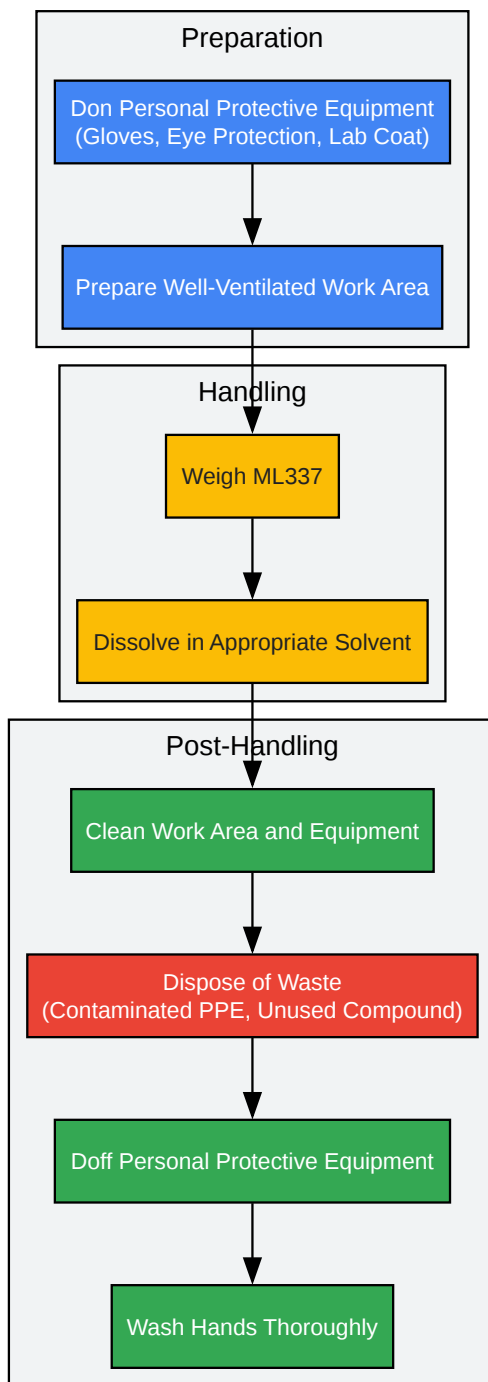 Preparation
Don Personal Protective Equipment
(Gloves, Eye Protection, Lab Coat)
Prepare Well-Ventilated Work Area
Handling
Weigh ML337
Dissolve in Appropriate Solvent
Post-Handling
Clean Work Area and Equipment
Dispose of Waste
(Contaminated PPE, Unused Compound)
Doff Personal Protective Equipment
Wash Hands Thoroughly